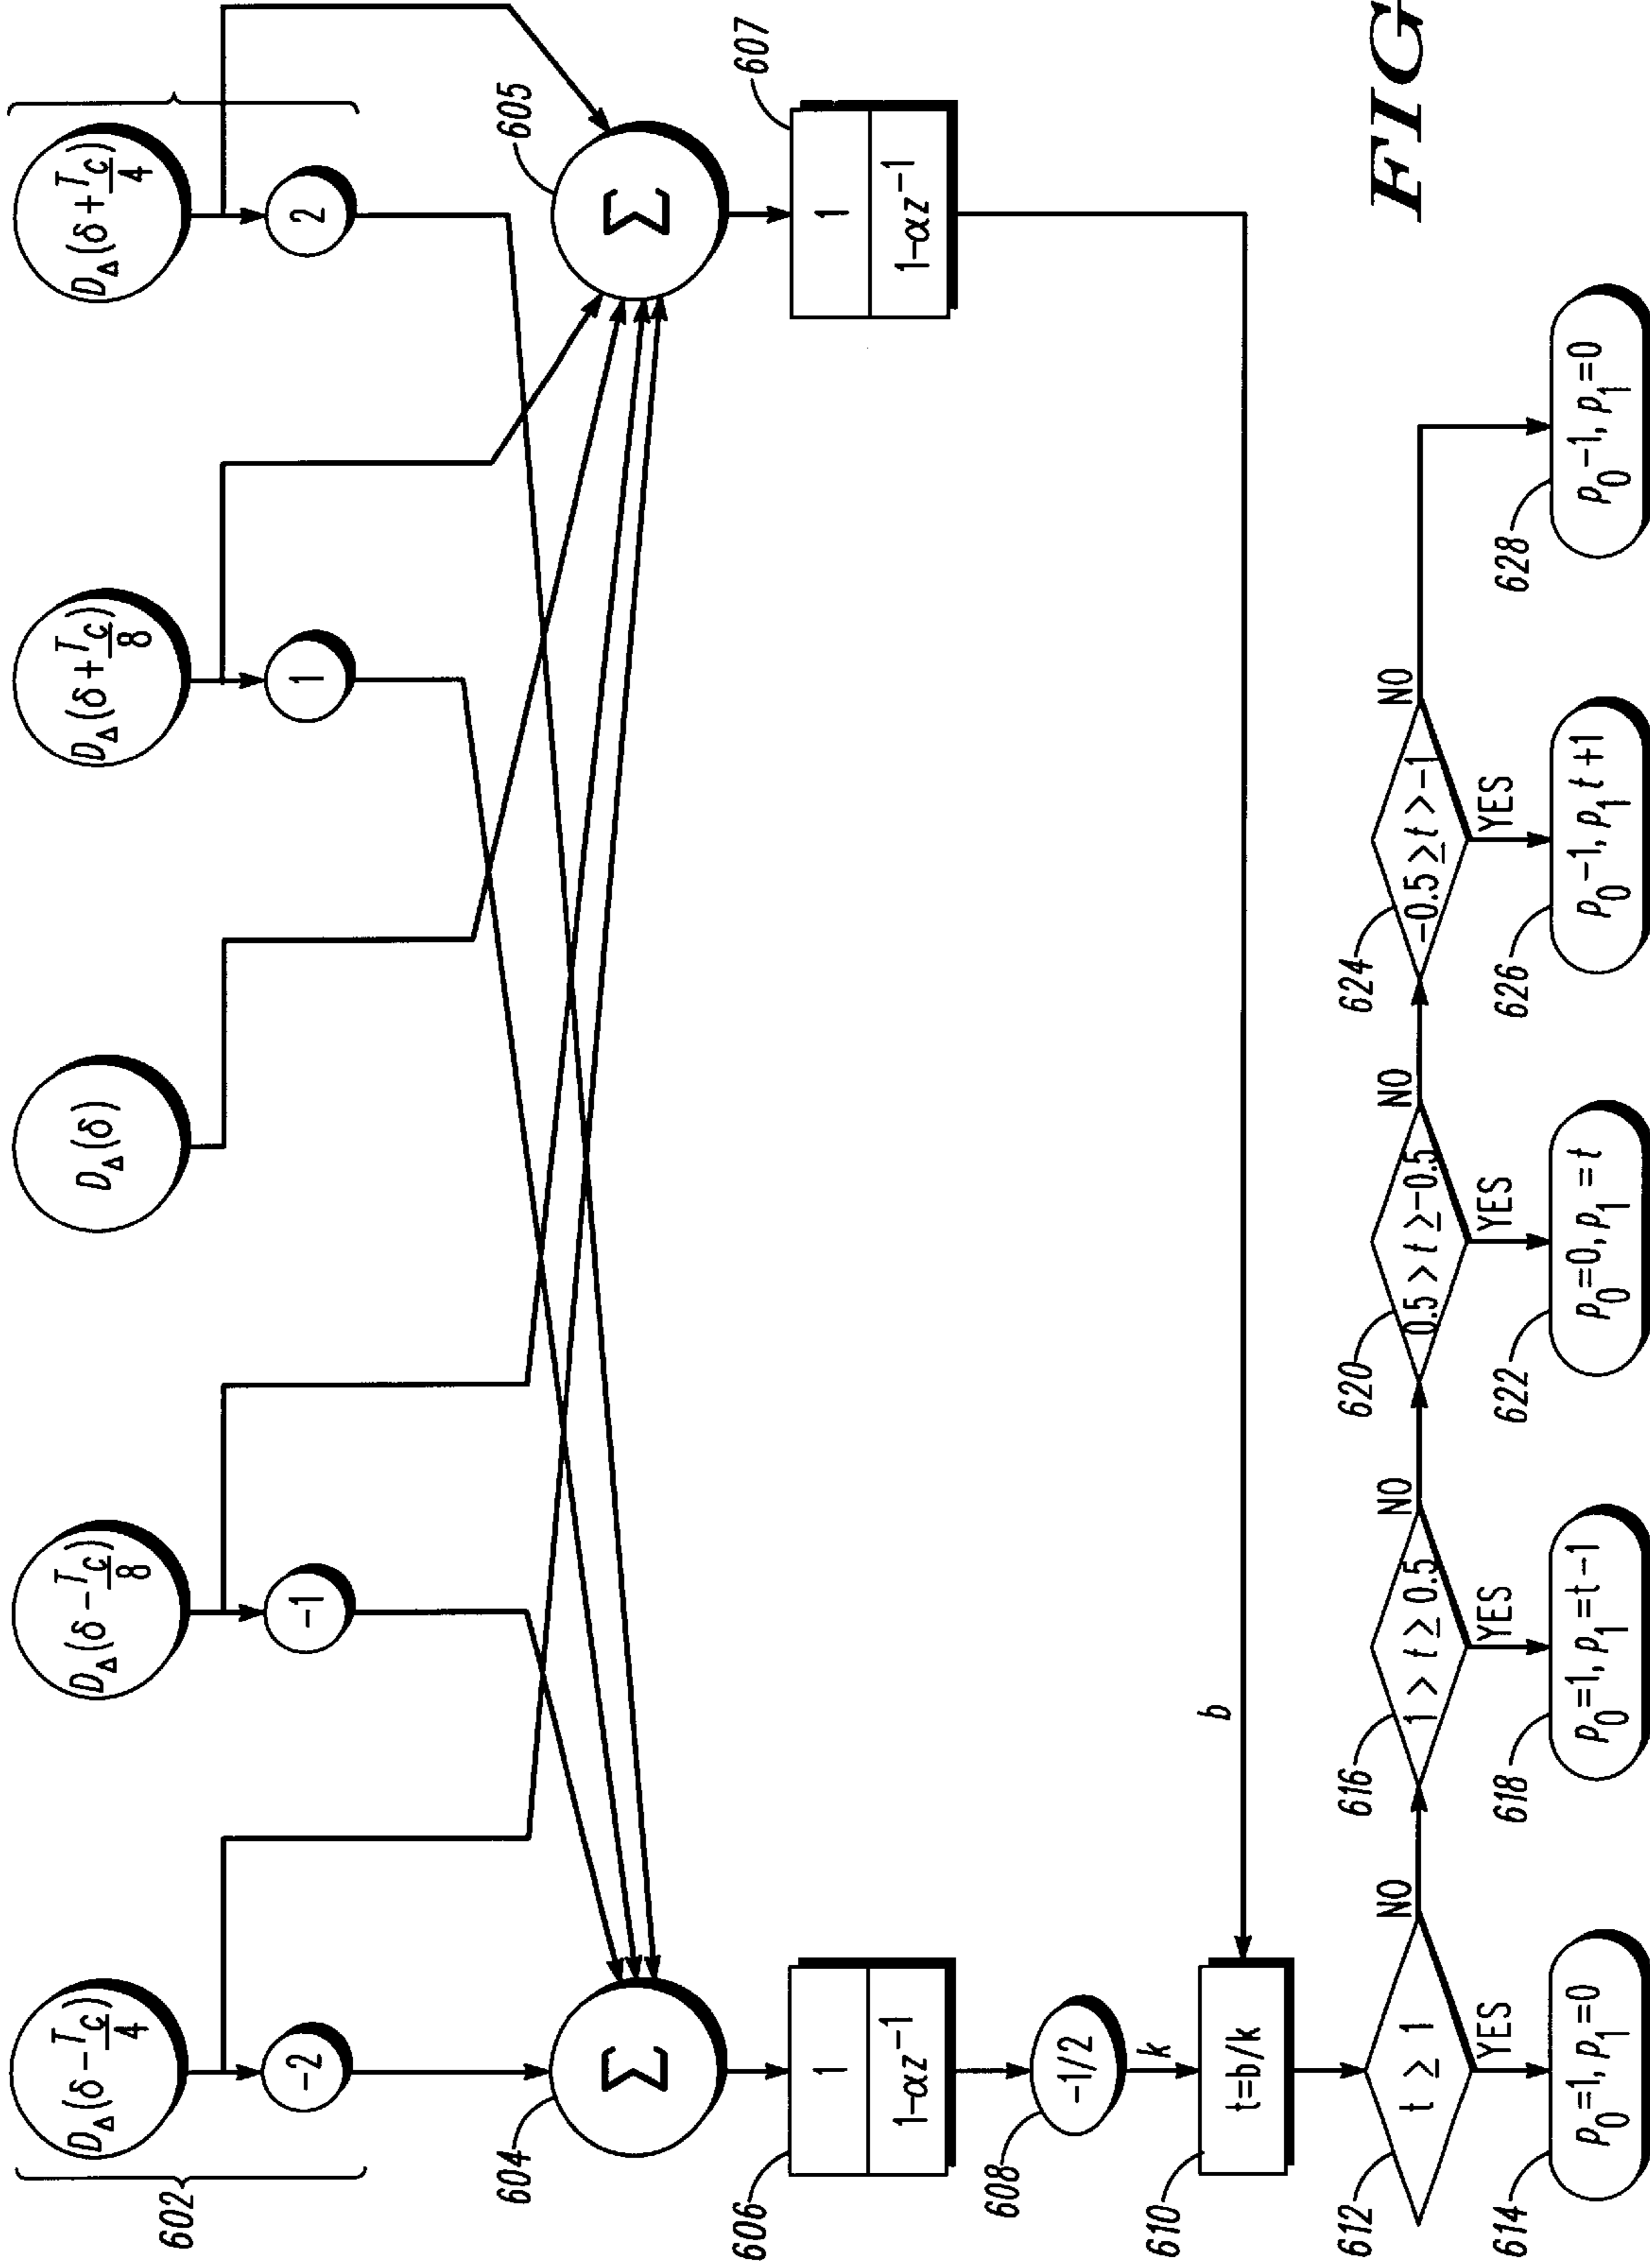 602
D_Δ(δ - T_c/4)
D_Δ(δ - T_c/8)
D_Δ(δ)
D_Δ(δ + T_c/8)
D_Δ(δ + T_c/4)
-2
-1
1
2
604
Σ
605
Σ
606
1
1-αz^-1
607
1
1-αz^-1
608
-1/2
k
b
610
t=b/k
612
t ≥ 1
NO
YES
616
1 > t ≥ 0.5
NO
YES
620
0.5 > t ≥ -0.5
NO
YES
624
-0.5 ≥ t > -1
NO
YES
614
p_0=1, p_1=0
618
p_0=1, p_1=t-1
622
p_0=0, p_1=t
626
p_0 -1, p_1 t+1
628
p_0 -1, p_1=0
FIG